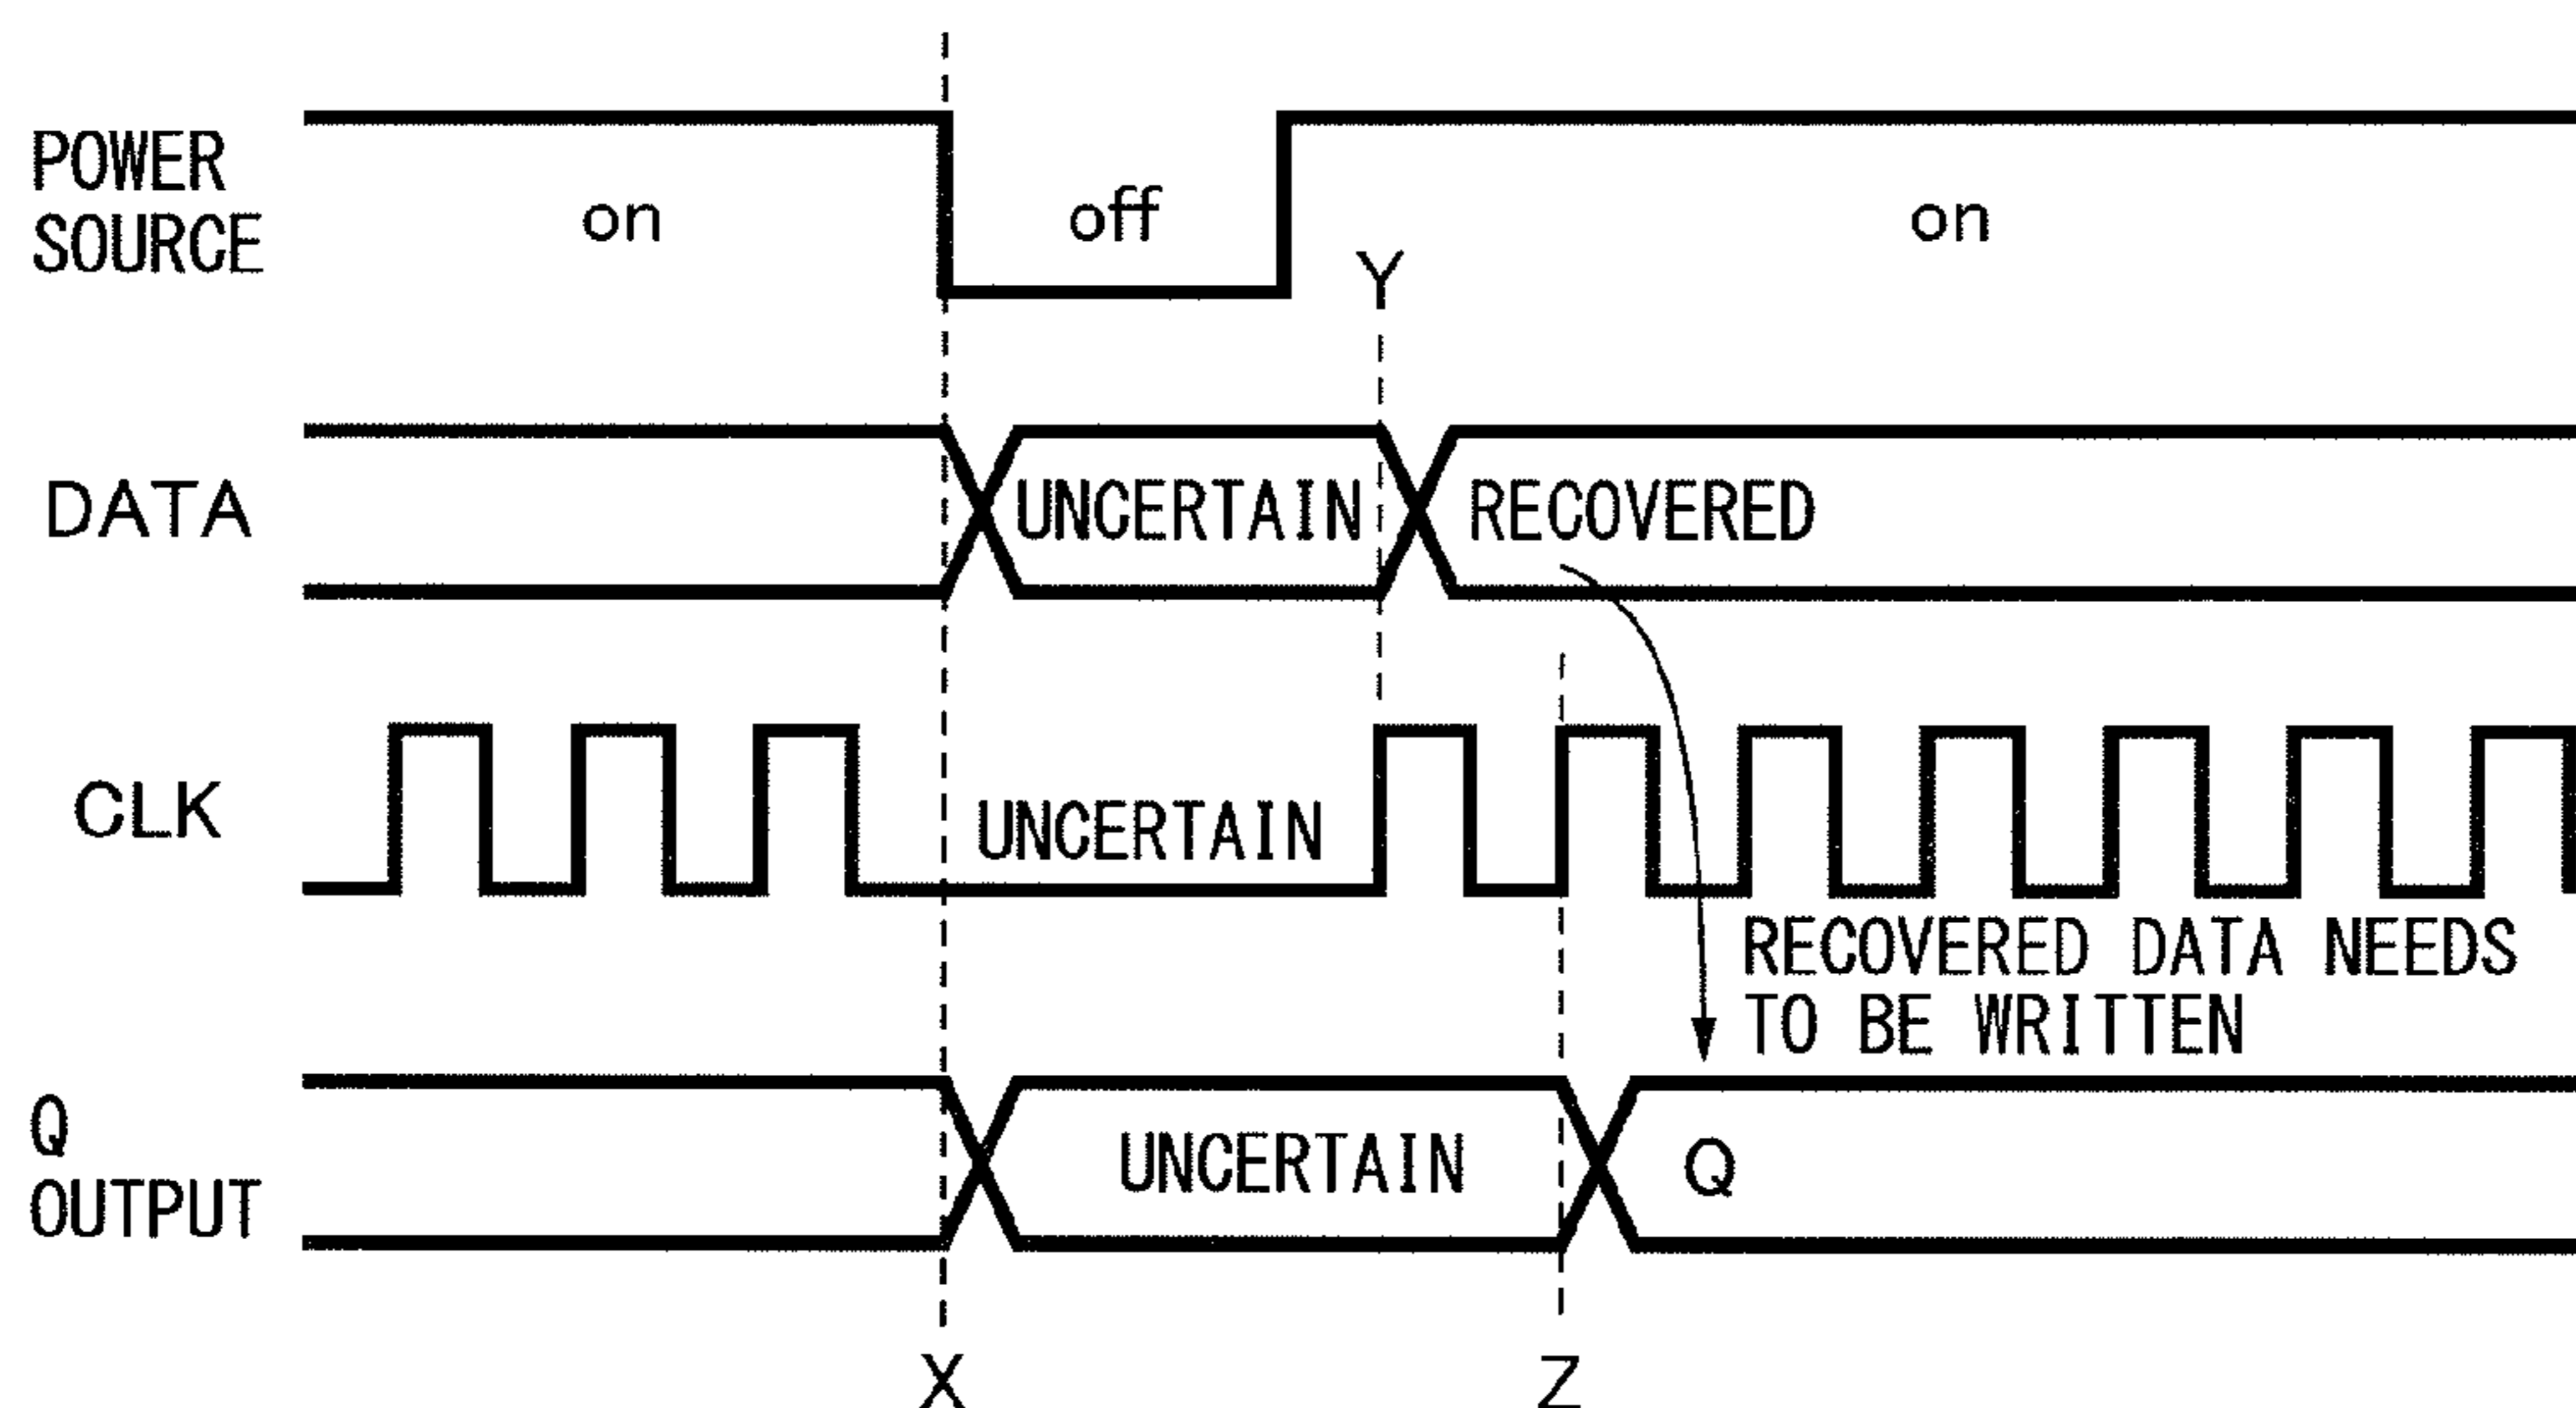 POWER
SOURCE
on
off
on
Y
DATA
UNCERTAIN
RECOVERED
CLK
UNCERTAIN
RECOVERED DATA NEEDS
TO BE WRITTEN
Q
OUTPUT
UNCERTAIN
Q
X
Z